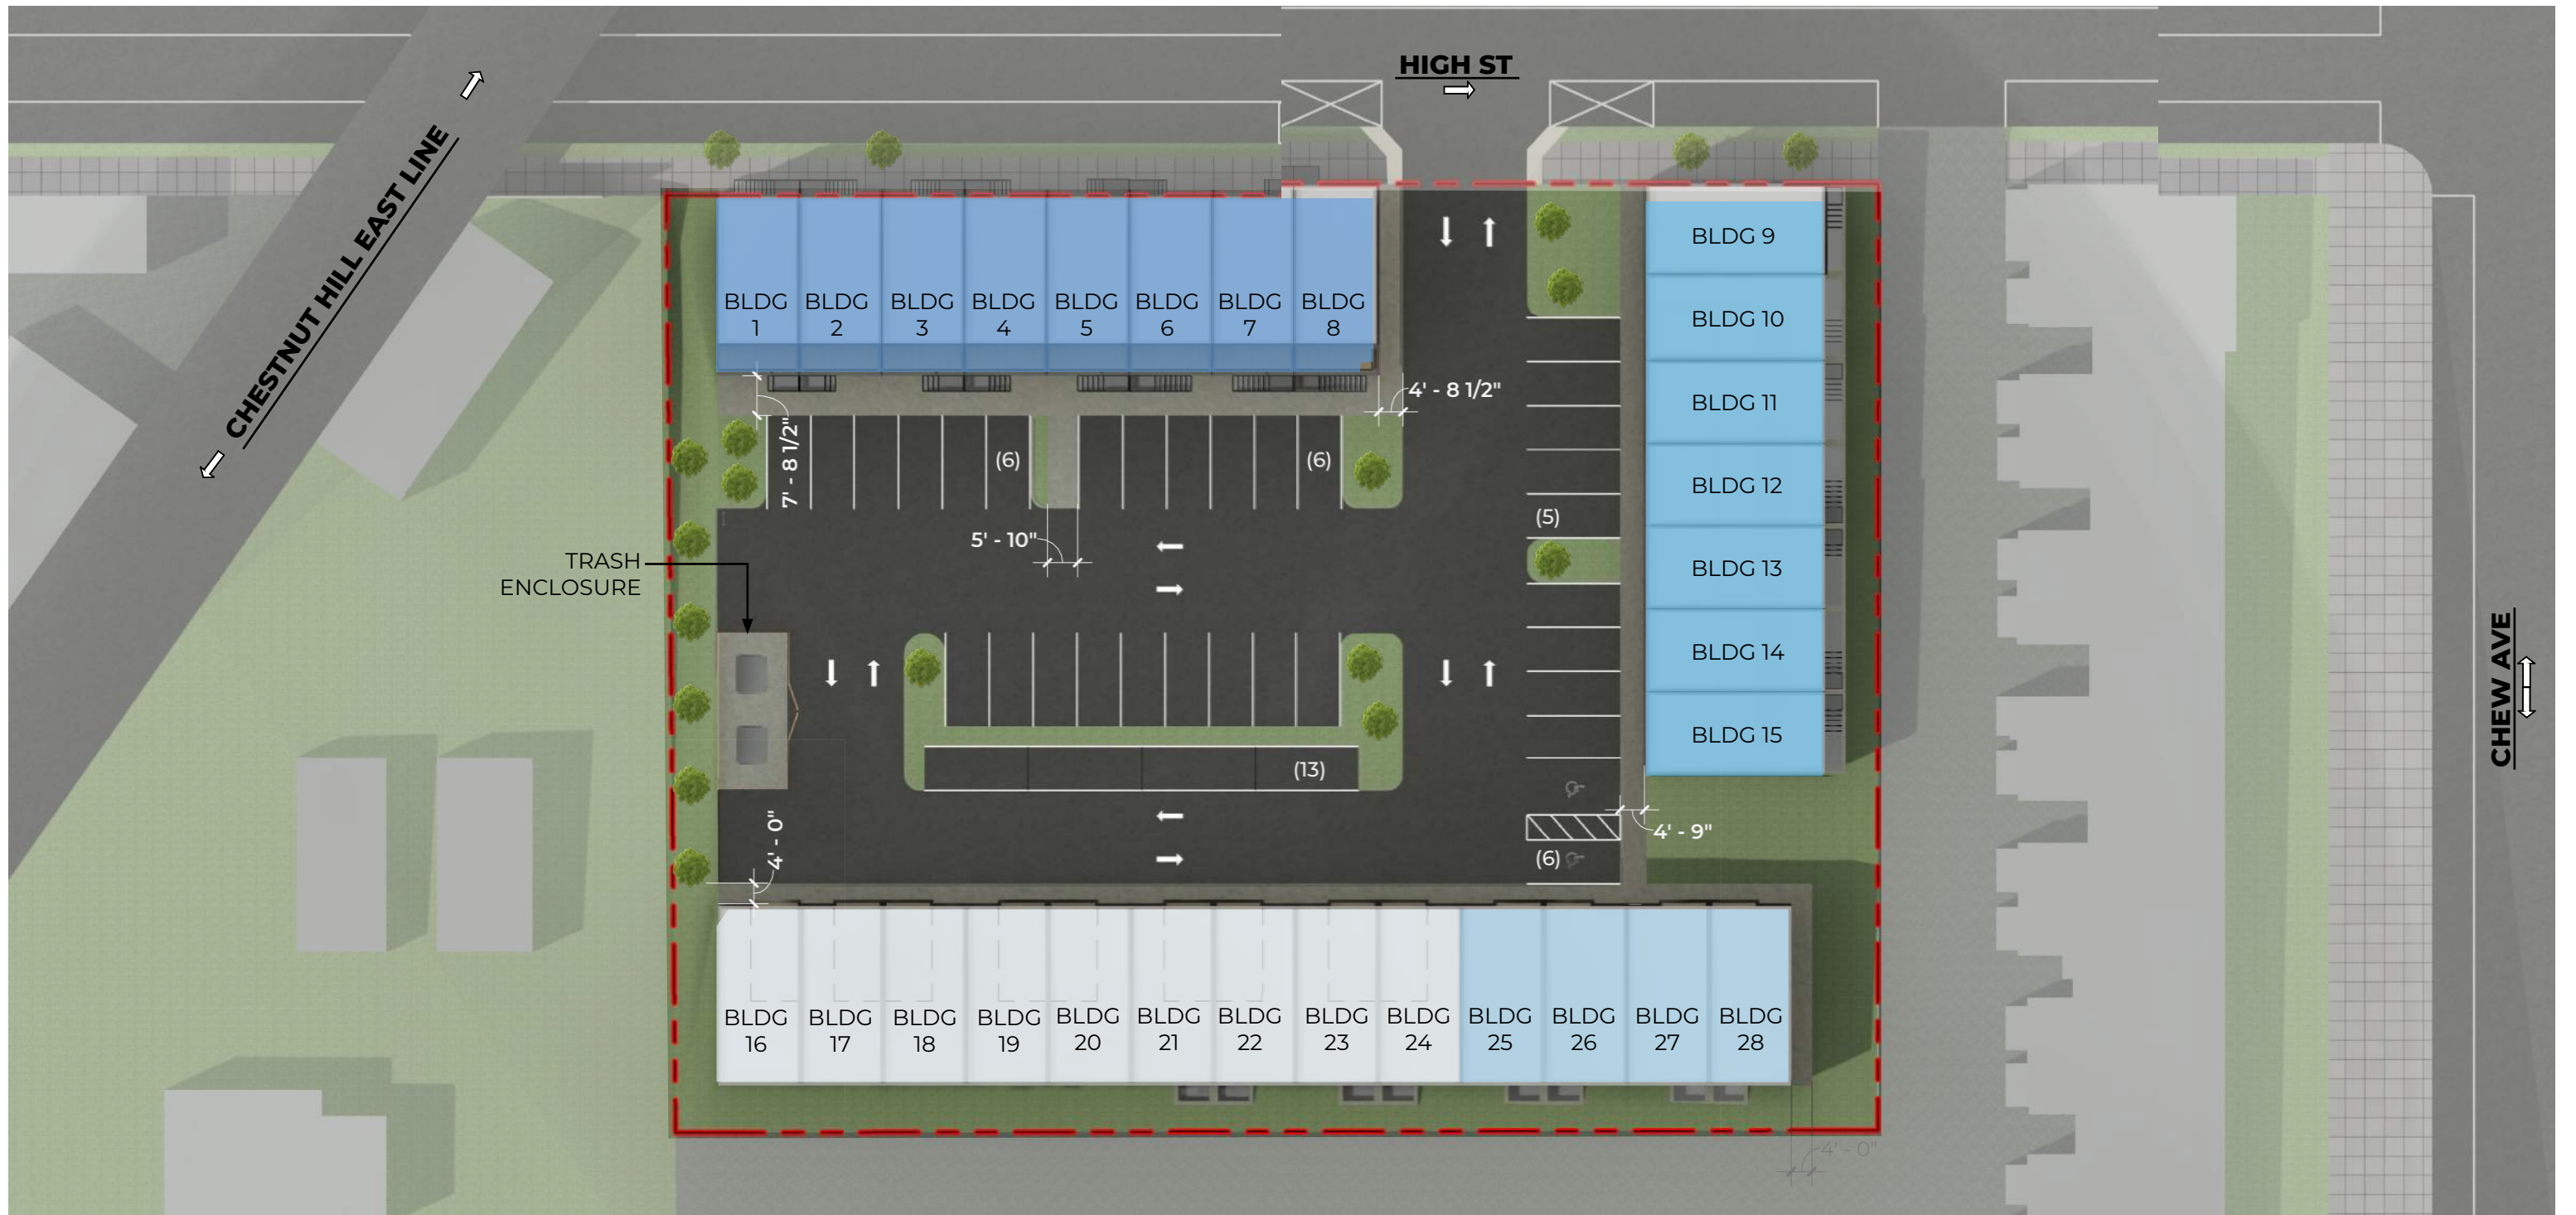 HIGH ST
CHESTNUT HILL EAST LINE
BLDG 9
BLDG 10
BLDG 11
BLDG 12
BLDG 13
BLDG 14
BLDG 15
BLDG
1
BLDG
2
BLDG
3
BLDG
4
BLDG
5
BLDG
6
BLDG
7
BLDG
8
4' - 8 1/2"
7' - 8 1/2"
(6)
(6)
(5)
5' - 10"
TRASH
ENCLOSURE
CHEW AVE
(13)
4' - 0"
4' - 9"
(6)
BLDG
16
BLDG
17
BLDG
18
BLDG
19
BLDG
20
BLDG
21
BLDG
22
BLDG
23
BLDG
24
BLDG
25
BLDG
26
BLDG
27
BLDG
28
4' - 0"